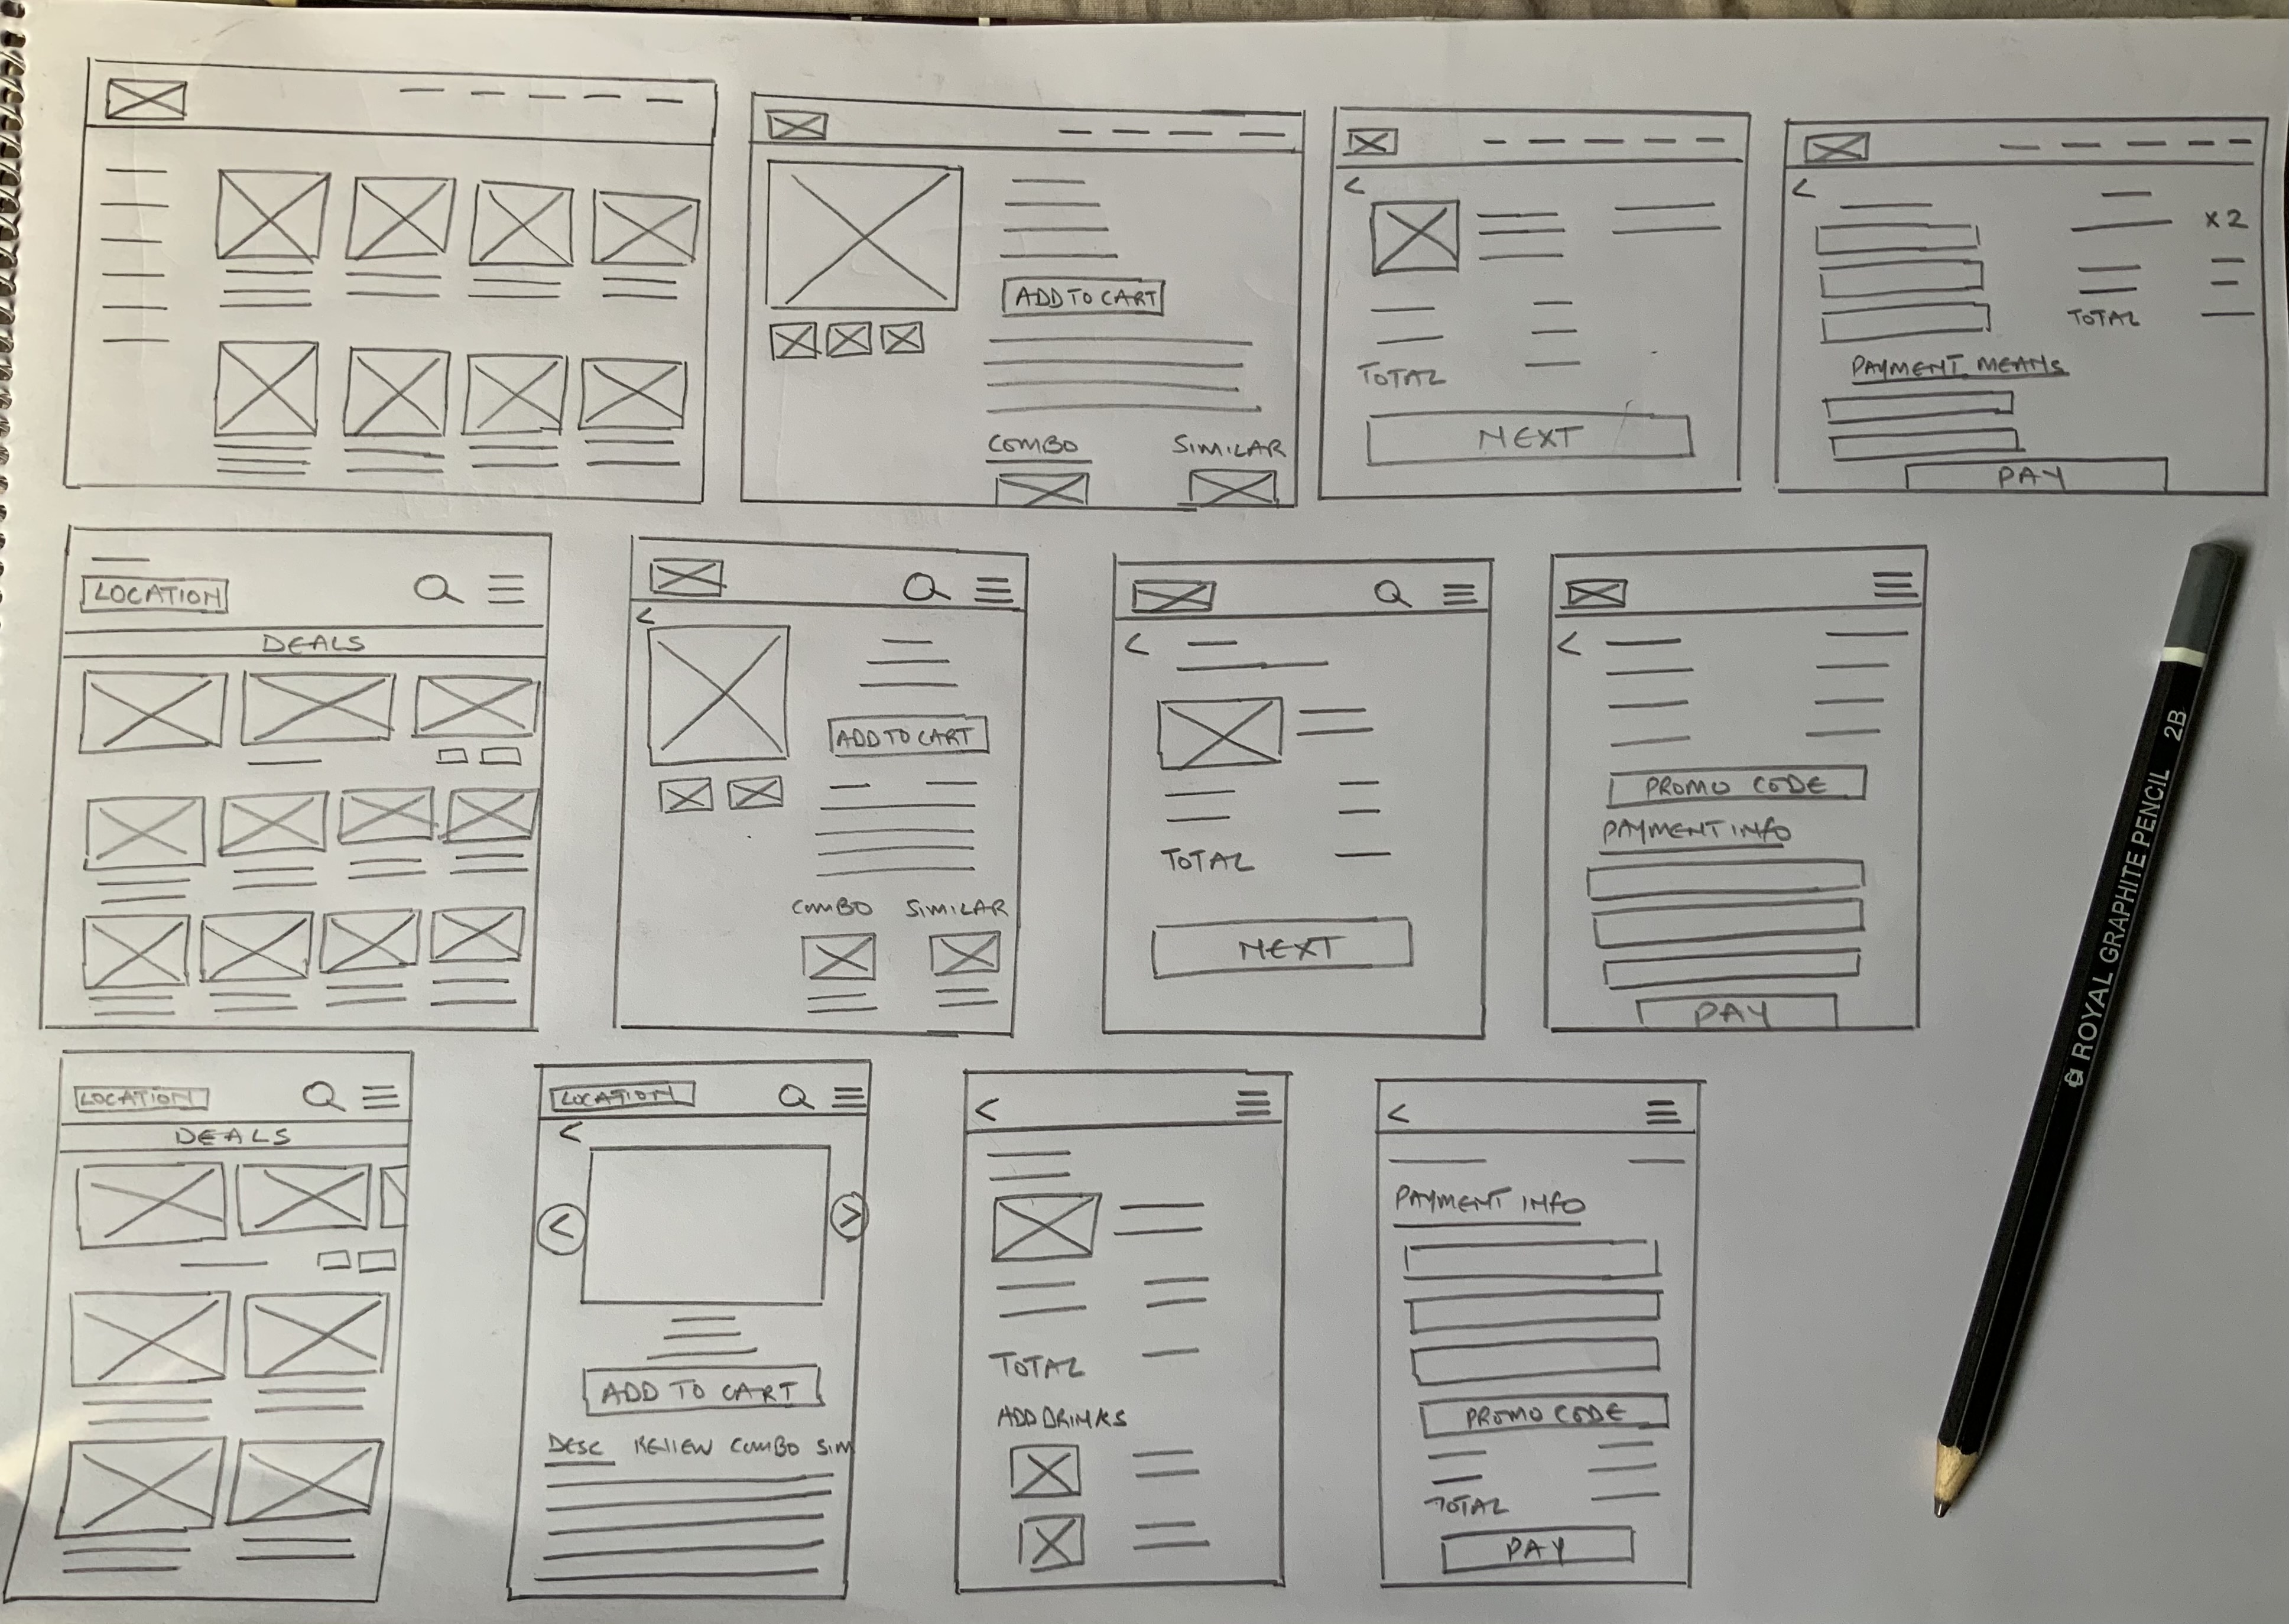 ADD TO CART
COMBO
SIMILAR
TOTAL
NEXT
x2
TOTAL
PAYMENT MEANS
PAY
LOCATION
DEALS
ADD TO CART
COMBO
SIMILAR
TOTAL
NEXT
PROMO CODE
PAYMENT INFO
PAY
LOCATION
DEALS
LOCATION
ADD TO CART
DESC REVIEW COMBO SIM
TOTAL
ADD DRINKS
PAYMENT INFO
PROMO CODE
TOTAL
PAY
ROYAL GRAPHITE PENCIL 2B